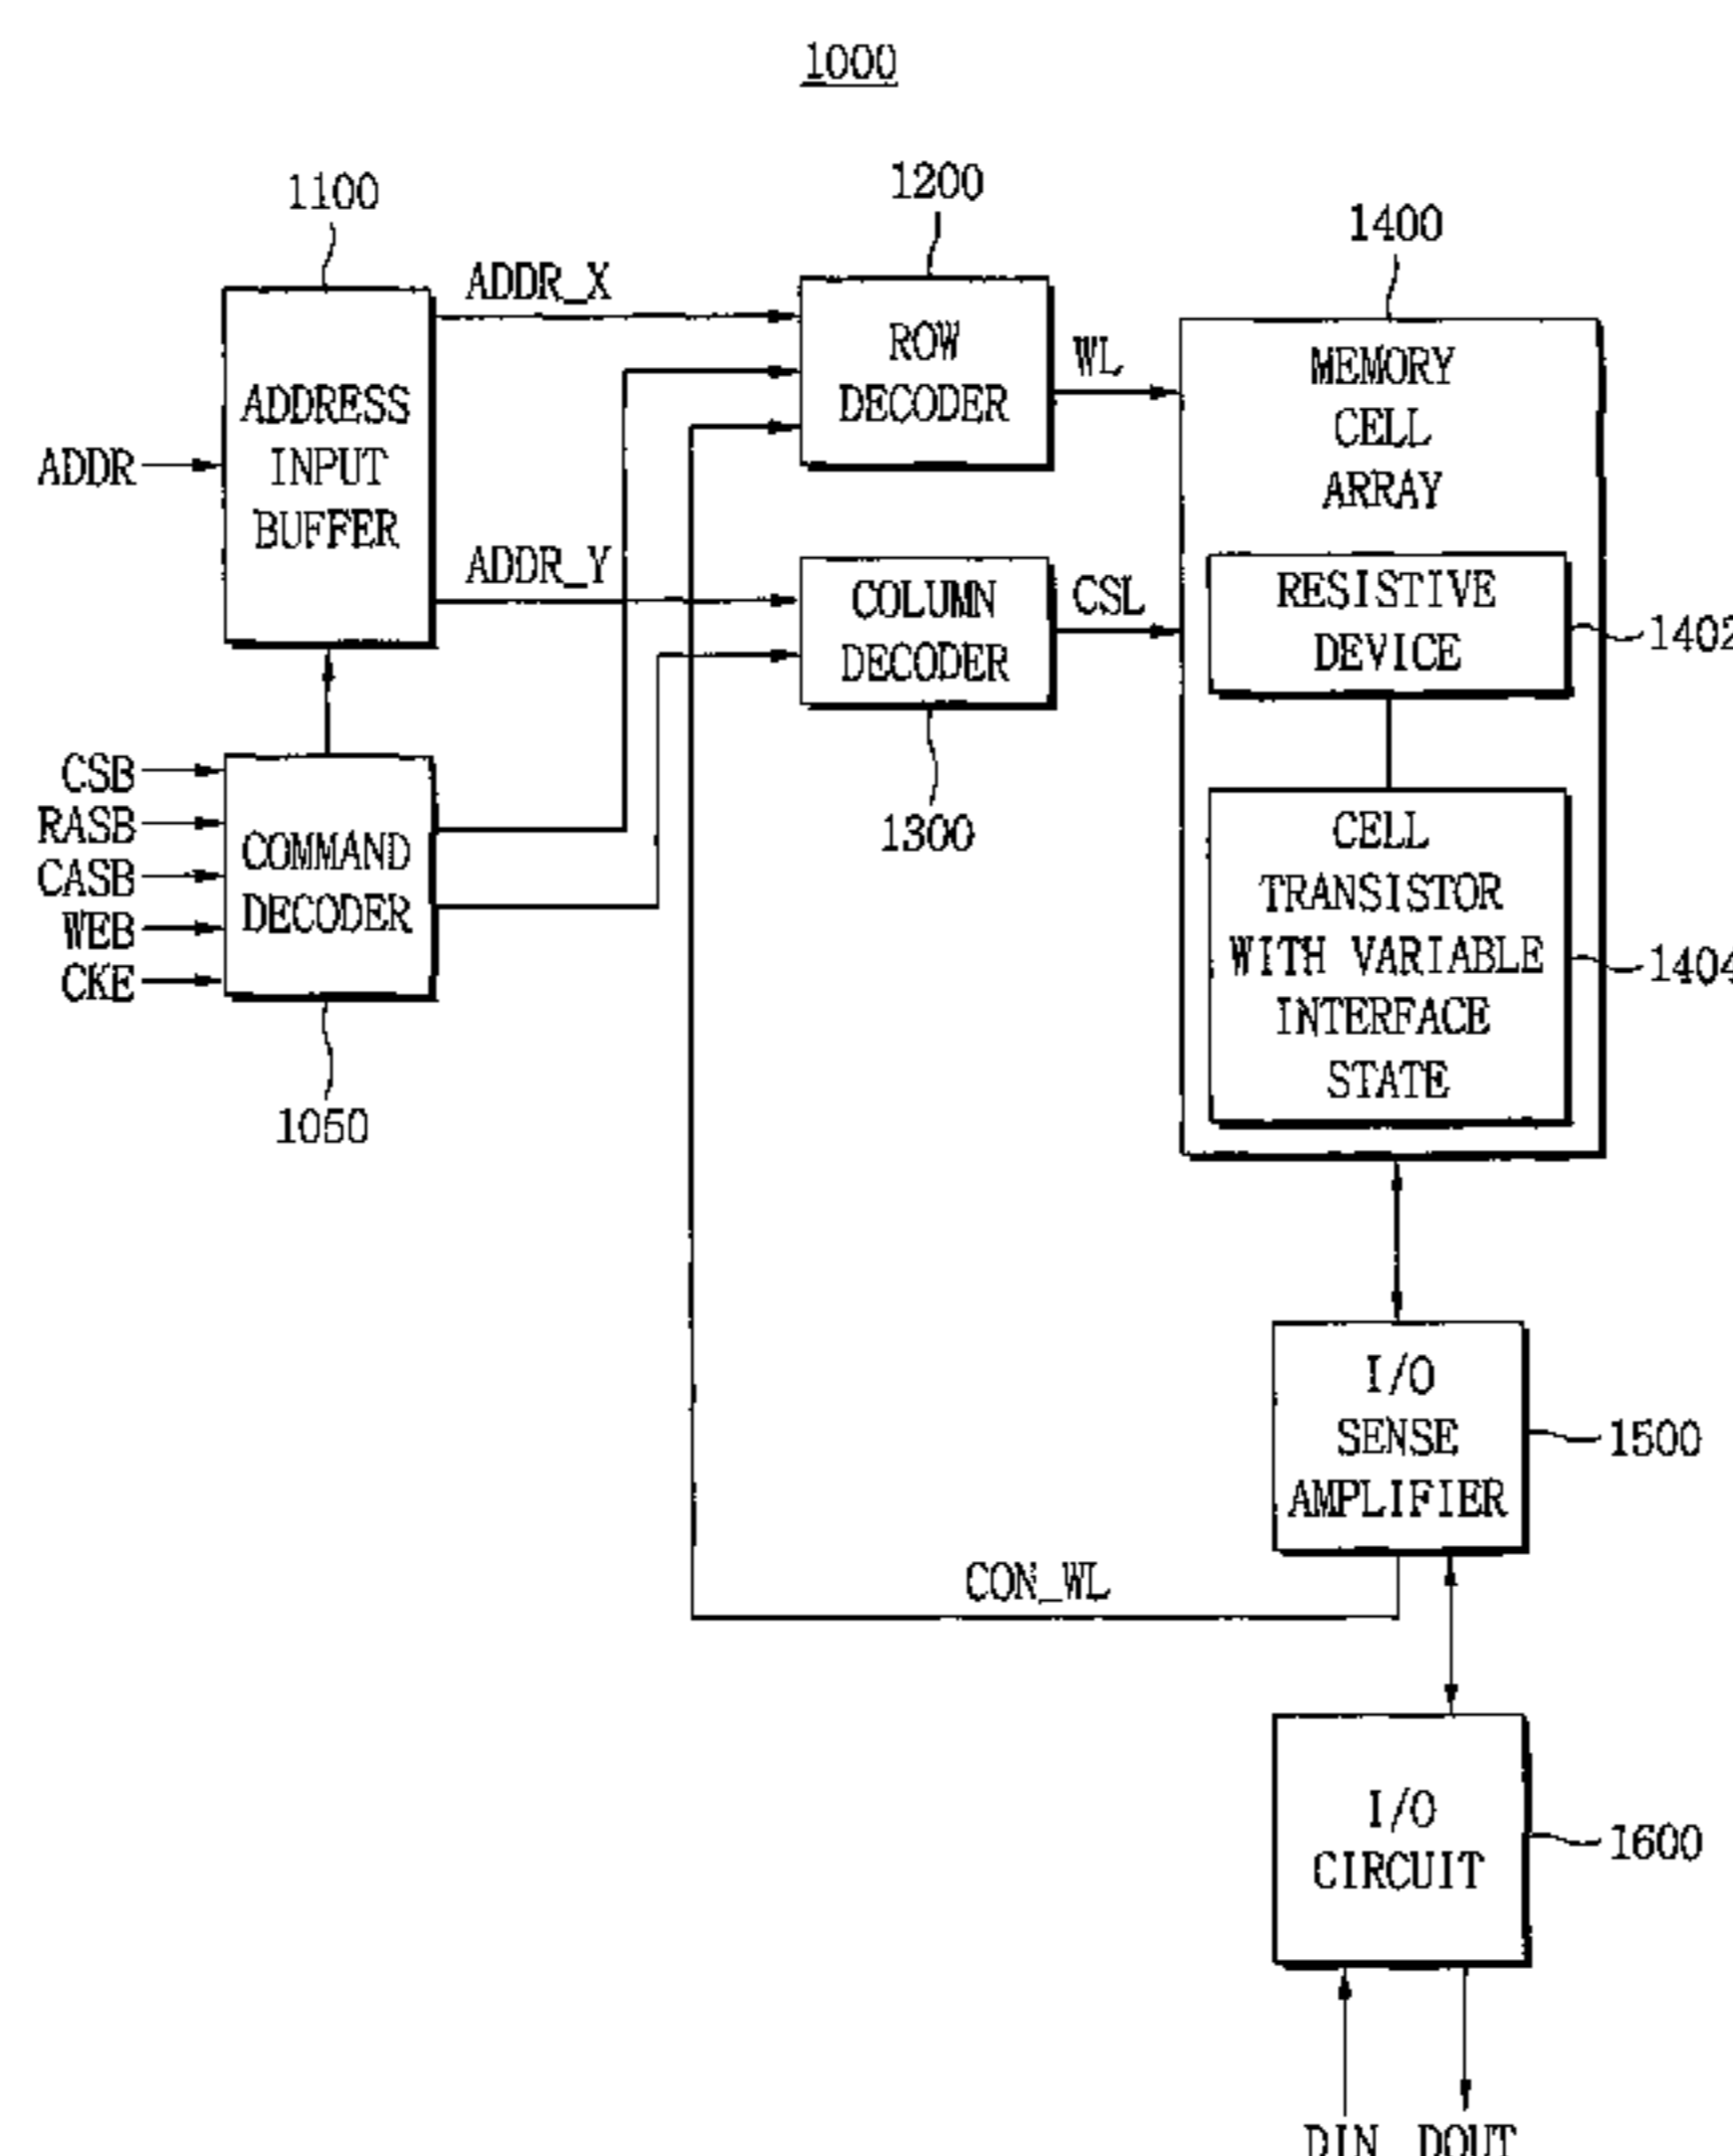 1000
1100
1200
1400
ADDR_X
ROW
DECODER
WL
MEMORY
CELL
ARRAY
ADDRESS
INPUT
BUFFER
ADDR
ADDR_Y
COLUMN
DECODER
CSL
RESISTIVE
DEVICE
1402
1300
CSB
RASB
CASB
WEB
CKE
COMMAND
DECODER
1050
CELL
TRANSISTOR
WITH VARIABLE
INTERFACE
STATE
1404
I/O
SENSE
AMPLIFIER
1500
CON_WL
I/O
CIRCUIT
1600
DIN DOUT